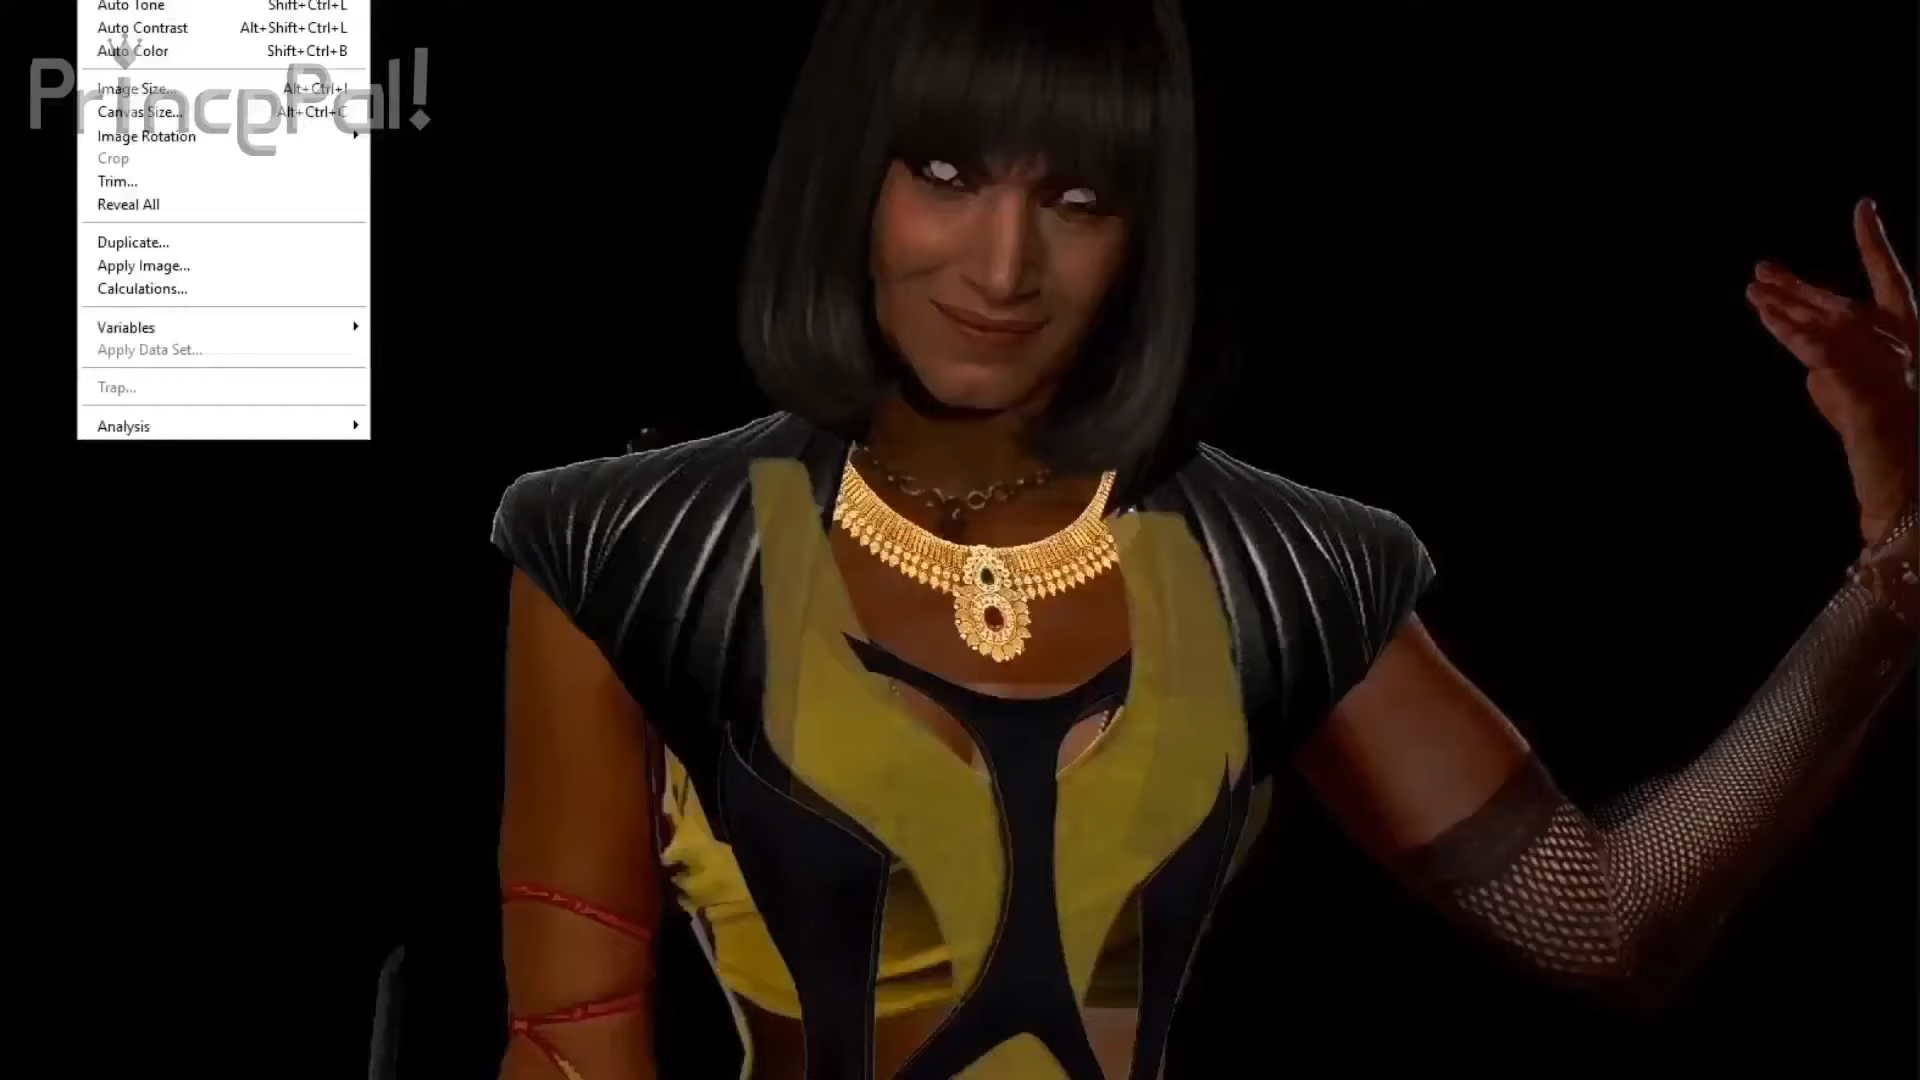 Auto Tone Shift+Ctrl+L
Auto Contrast Alt+Shift+Ctrl+L
Auto Color Shift+Ctrl+B
PrincePal!
Image Size... Alt+Ctrl+I
Canvas Size... Alt+Ctrl+C
Image Rotation
Crop
Trim...
Reveal All
Duplicate...
Apply Image...
Calculations...
Variables
Apply Data Set...
Trap...
Analysis